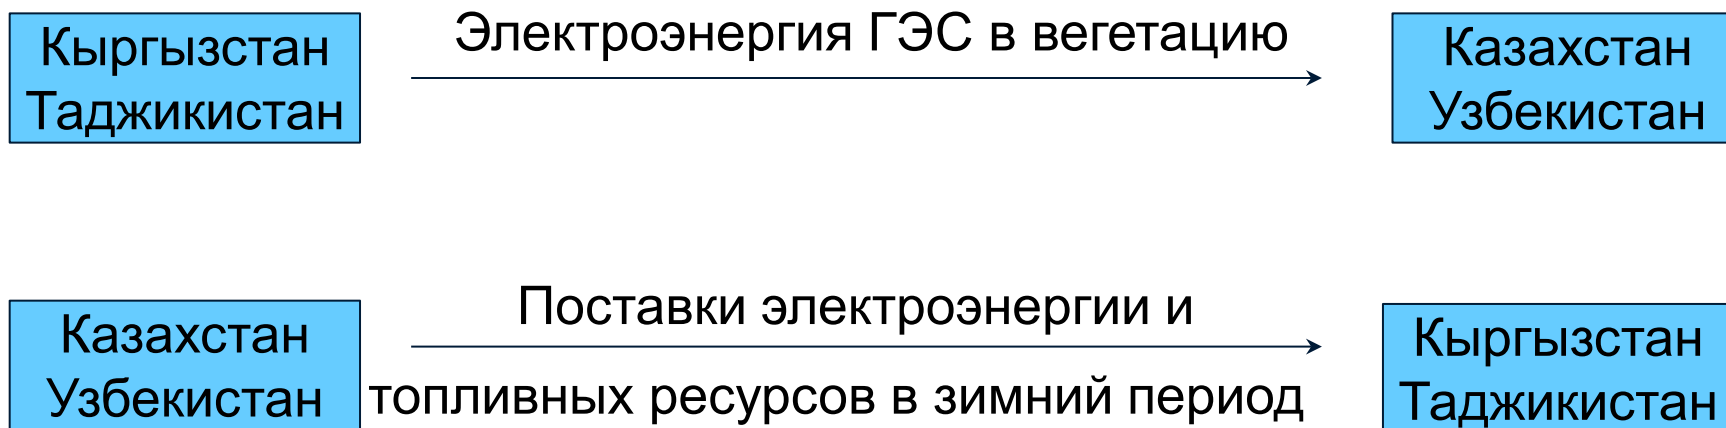 Кыргызстан
Таджикистан
Электроэнергия ГЭС в вегетацию
Казахстан
Узбекистан
Казахстан
Узбекистан
Поставки электроэнергии и
топливных ресурсов в зимний период
Кыргызстан
Таджикистан